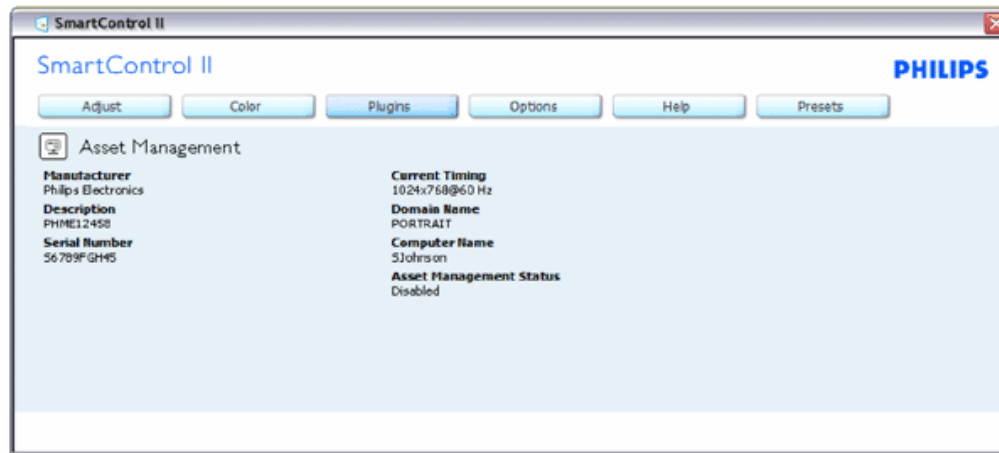 SmartControl II
SmartControl II
PHILIPS
Adjust Color Plugins Options Help Presets
Asset Management
Manufacturer
Philips Electronics
Description
PHME12458
Serial Number
56789FGH45
Current Timing
1024x768@60 Hz
Domain Name
PORTRAIT
Computer Name
SJohnson
Asset Management Status
Disabled